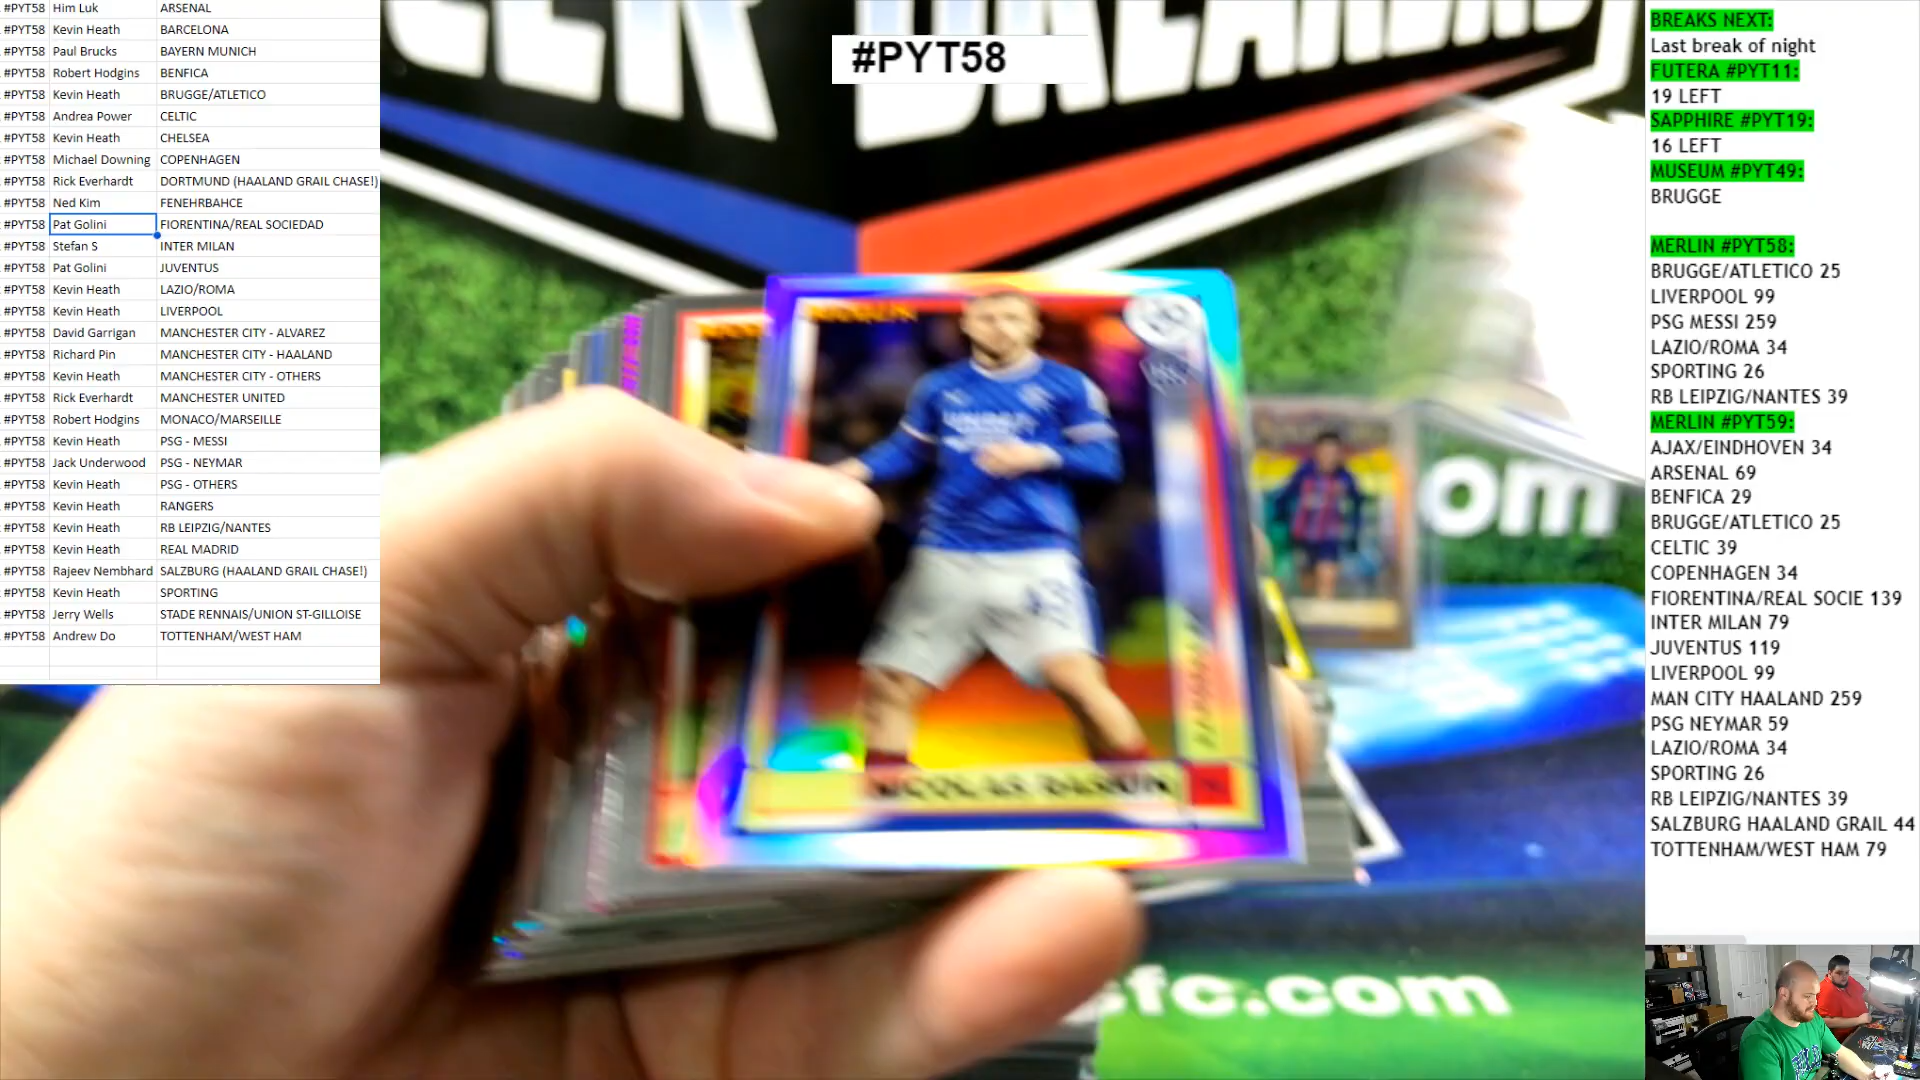 #PYT58 Him Luk ARSENAL
#PYT58 Kevin Heath BARCELONA
#PYT58 Paul Brucks BAYERN MUNICH
#PYT58 Robert Hodgins BENFICA
#PYT58 Kevin Heath BRUGGE/ATLETICO
#PYT58 Andrea Power CELTIC
#PYT58 Kevin Heath CHELSEA
#PYT58 Michael Downing COPENHAGEN
#PYT58 Rick Everhardt DORTMUND (HAALAND GRAIL CHASE!)
#PYT58 Ned Kim FENEHRBAHCE
#PYT58 Pat Golini FIORENTINA/REAL SOCIEDAD
#PYT58 Stefan S INTER MILAN
#PYT58 Pat Golini JUVENTUS
#PYT58 Kevin Heath LAZIO/ROMA
#PYT58 Kevin Heath LIVERPOOL
#PYT58 David Garrigan MANCHESTER CITY - ALVAREZ
#PYT58 Richard Pin MANCHESTER CITY - HAALAND
#PYT58 Kevin Heath MANCHESTER CITY - OTHERS
#PYT58 Rick Everhardt MANCHESTER UNITED
#PYT58 Robert Hodgins MONACO/MARSEILLE
#PYT58 Kevin Heath PSG - MESSI
#PYT58 Jack Underwood PSG - NEYMAR
#PYT58 Kevin Heath PSG - OTHERS
#PYT58 Kevin Heath RANGERS
#PYT58 Kevin Heath RB LEIPZIG/NANTES
#PYT58 Kevin Heath REAL MADRID
#PYT58 Rajeev Nembhard SALZBURG (HAALAND GRAIL CHASE!)
#PYT58 Kevin Heath SPORTING
#PYT58 Jerry Wells STADE RENNAIS/UNION ST-GILLOISE
#PYT58 Andrew Do TOTTENHAM/WEST HAM
#PYT58
MERLIN
43
NICOLAS RASKIN
om
sfc.com
BREAKS NEXT:
Last break of night
FUTERA #PYT11:
19 LEFT
SAPPHIRE #PYT19:
16 LEFT
MUSEUM #PYT49:
BRUGGE
MERLIN #PYT58:
BRUGGE/ATLETICO 25
LIVERPOOL 99
PSG MESSI 259
LAZIO/ROMA 34
SPORTING 26
RB LEIPZIG/NANTES 39
MERLIN #PYT59:
AJAX/EINDHOVEN 34
ARSENAL 69
BENFICA 29
BRUGGE/ATLETICO 25
CELTIC 39
COPENHAGEN 34
FIORENTINA/REAL SOCIE 139
INTER MILAN 79
JUVENTUS 119
LIVERPOOL 99
MAN CITY HAALAND 259
PSG NEYMAR 59
LAZIO/ROMA 34
SPORTING 26
RB LEIPZIG/NANTES 39
SALZBURG HAALAND GRAIL 44
TOTTENHAM/WEST HAM 79